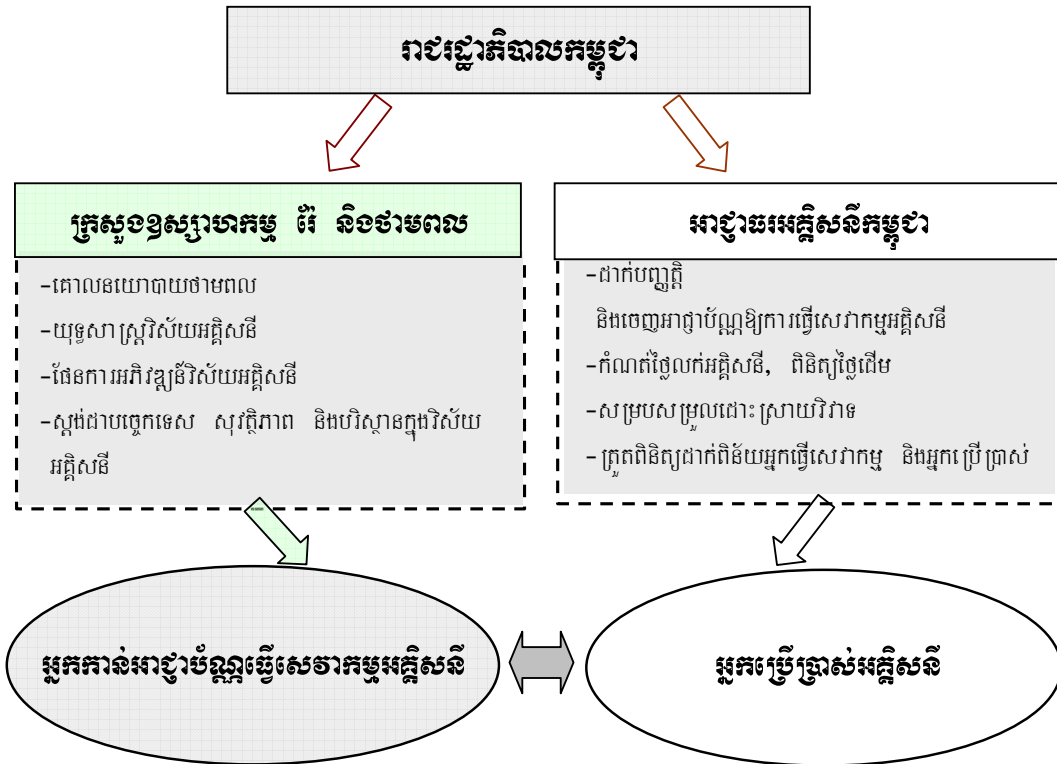 រាជរដ្ឋាភិបាលកម្ពុជា
ក្រសួងឧស្សាហកម្ម រ៉ែ និងថាមពល
-គោលនយោបាយថាមពល
-យុទ្ធសាស្ត្រវិស័យអគ្គិសនី
-ផែនការអភិវឌ្ឍន៍វិស័យអគ្គិសនី
-ស្តង់ដាបច្ចេកទេស សុវត្ថិភាព និងបរិស្ថានក្នុងវិស័យ
អគ្គិសនី
អាជ្ញាធរអគ្គិសនីកម្ពុជា
-ដាក់បញ្ញត្តិ
និងចេញអាជ្ញាប័ណ្ណឱ្យការធ្វើសេវាកម្មអគ្គិសនី
-កំណត់ថ្លៃលក់អគ្គិសនី, ពិនិត្យថ្លៃដើម
-សម្របសម្រួលដោះស្រាយវិវាទ
-ត្រួតពិនិត្យដាក់ពិន័យអ្នកធ្វើសេវាកម្ម និងអ្នកប្រើប្រាស់
អ្នកកាន់អាជ្ញាប័ណ្ណធ្វើសេវាកម្មអគ្គិសនី
អ្នកប្រើប្រាស់អគ្គិសនី